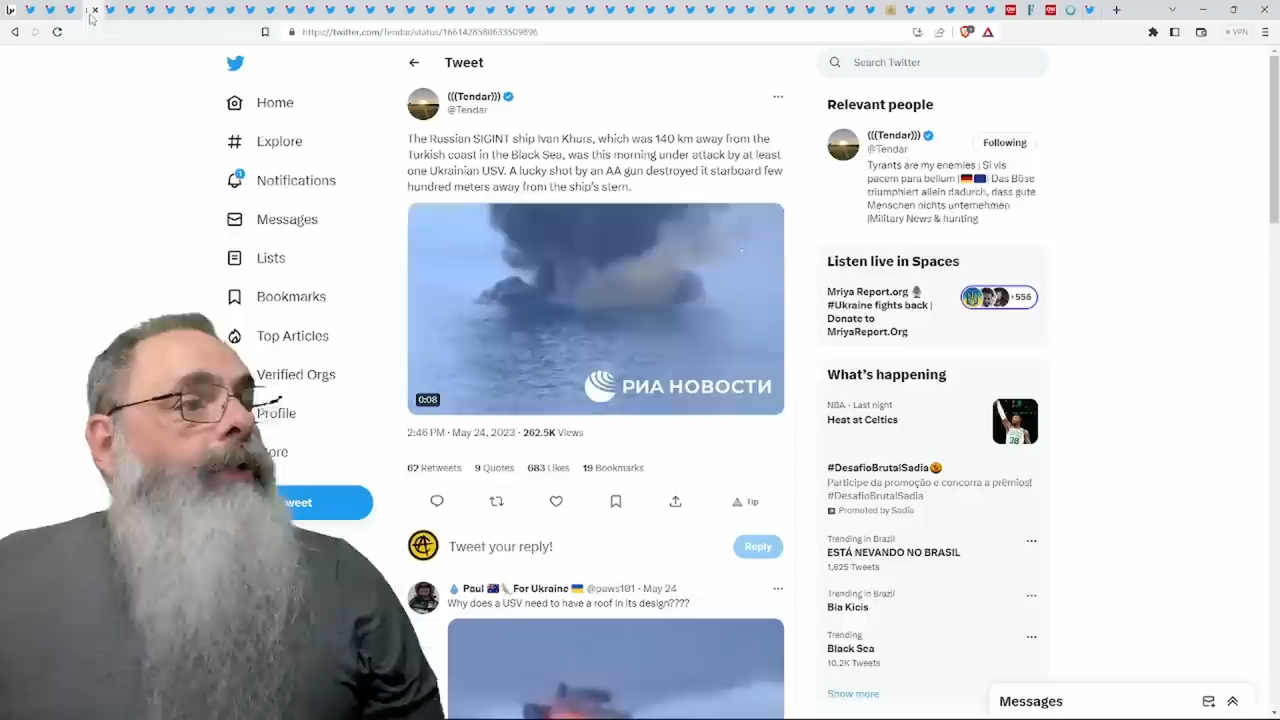 https://twitter.com/Tendar/status/1661428580633509896
VPN
Home
Explore
Notifications
Messages
Lists
Bookmarks
Top Articles
Verified Orgs
Profile
ore
weet
Tweet
(((Tendar)))
@Tendar
The Russian SIGINT ship Ivan Khurs, which was 140 km away from the
Turkish coast in the Black Sea, was this morning under attack by at least
one Ukrainian USV. A lucky shot by an AA gun destroyed it starboard few
hundred meters away from the ship's stern.
РИА НОВОСТИ
0:08
2:46 PM · May 24, 2023 · 262.5K Views
62 Retweets 9 Quotes 683 Likes 19 Bookmarks
Tip
Tweet your reply!
Reply
Paul For Ukraine @paws101 · May 24
Why does a USV need to have a roof in its design????
Search Twitter
Relevant people
(((Tendar)))
@Tendar
Following
Tyrants are my enemies | Si vis
pacem para bellum | Das Böse
triumphiert allein dadurch, dass gute
Menschen nichts unternehmen
|Military News & hunting
Listen live in Spaces
Mriya Report.org
#Ukraine fights back |
Donate to
MriyaReport.Org
+556
What's happening
NBA · Last night
Heat at Celtics
#DesafioBrutalSadia
Participe da promoção e concorra a prêmios!
#DesafioBrutalSadia
Promoted by Sadia
Trending in Brazil
ESTÁ NEVANDO NO BRASIL
1,625 Tweets
Trending in Brazil
Bia Kicis
Trending
Black Sea
10.2K Tweets
Show more
Messages